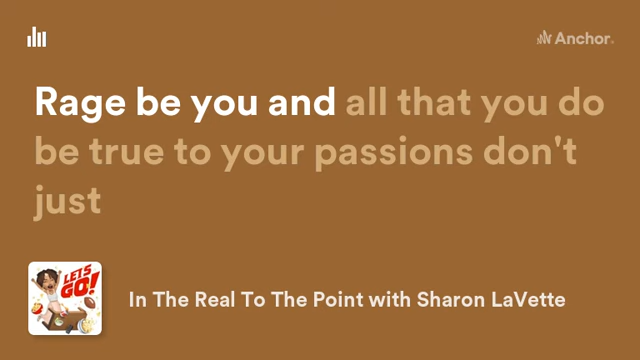 Anchor
Rage be you and all that you do
be true to your passions don't
just
LETS
GO!
In The Real To The Point with Sharon LaVette